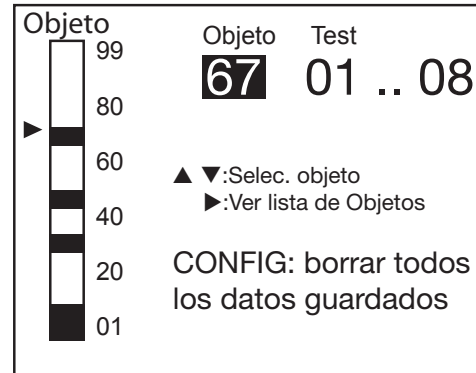 Objeto
99
80
60
40
20
01
Objeto Test
67 01 .. 08
▲ ▼:Selec. objeto
►:Ver lista de Objetos
CONFIG: borrar todos
los datos guardados